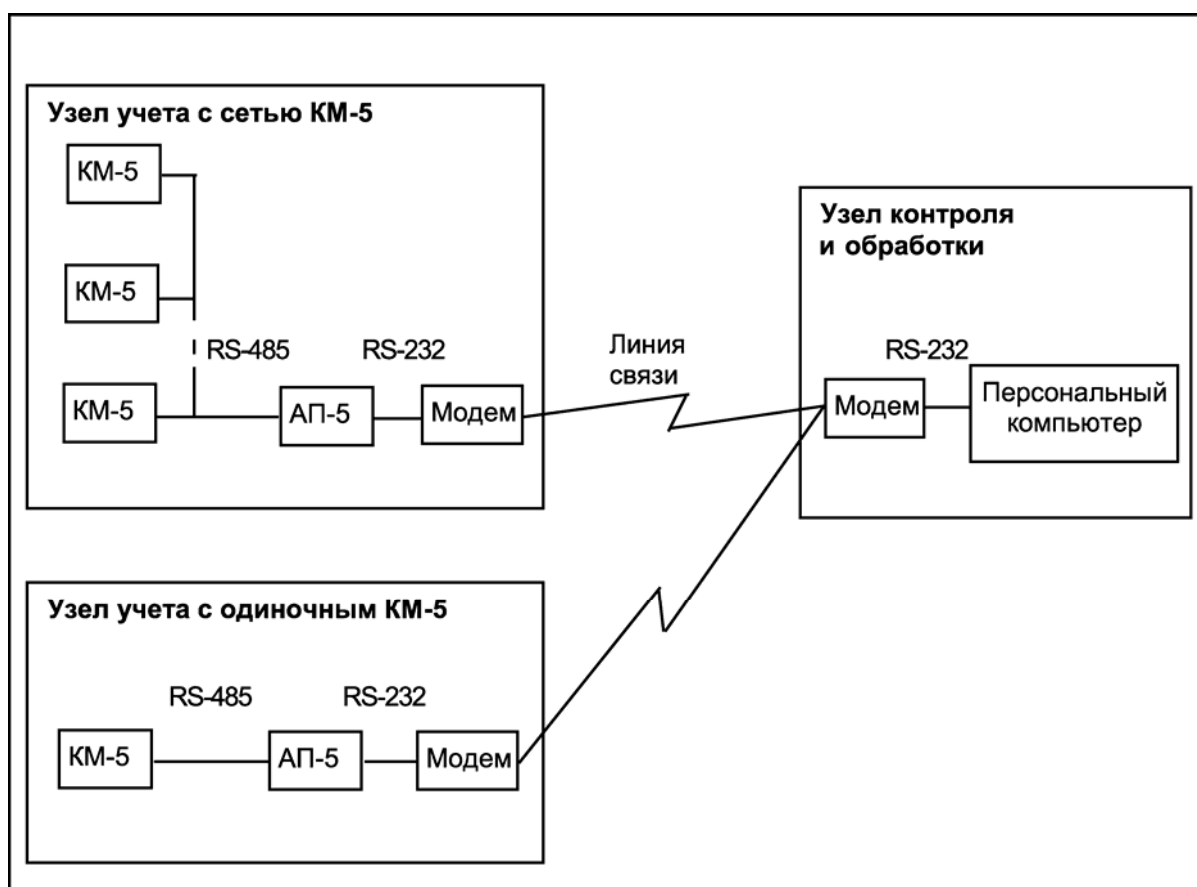 Узел учета с сетью КМ-5
КМ-5
КМ-5
КМ-5
RS-485
RS-232
АП-5
Модем
Линия
связи
Узел контроля
и обработки
RS-232
Модем
Персональный
компьютер
Узел учета с одиночным КМ-5
RS-485
RS-232
КМ-5
АП-5
Модем